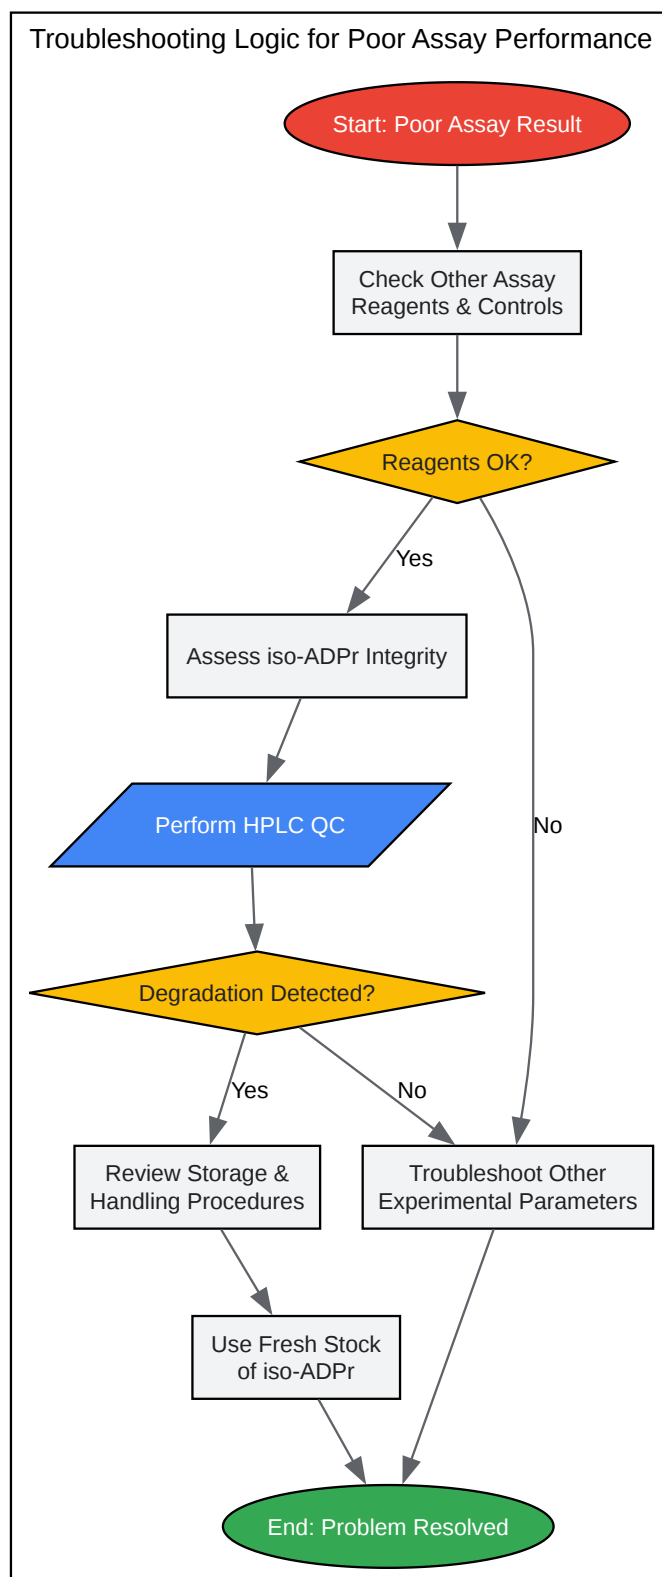 Troubleshooting Logic for Poor Assay Performance
Start: Poor Assay Result
Check Other Assay
Reagents & Controls
Reagents OK?
Yes
Assess iso-ADPr Integrity
Perform HPLC QC
No
Degradation Detected?
Yes
No
Review Storage &
Handling Procedures
Troubleshoot Other
Experimental Parameters
Use Fresh Stock
of iso-ADPr
End: Problem Resolved